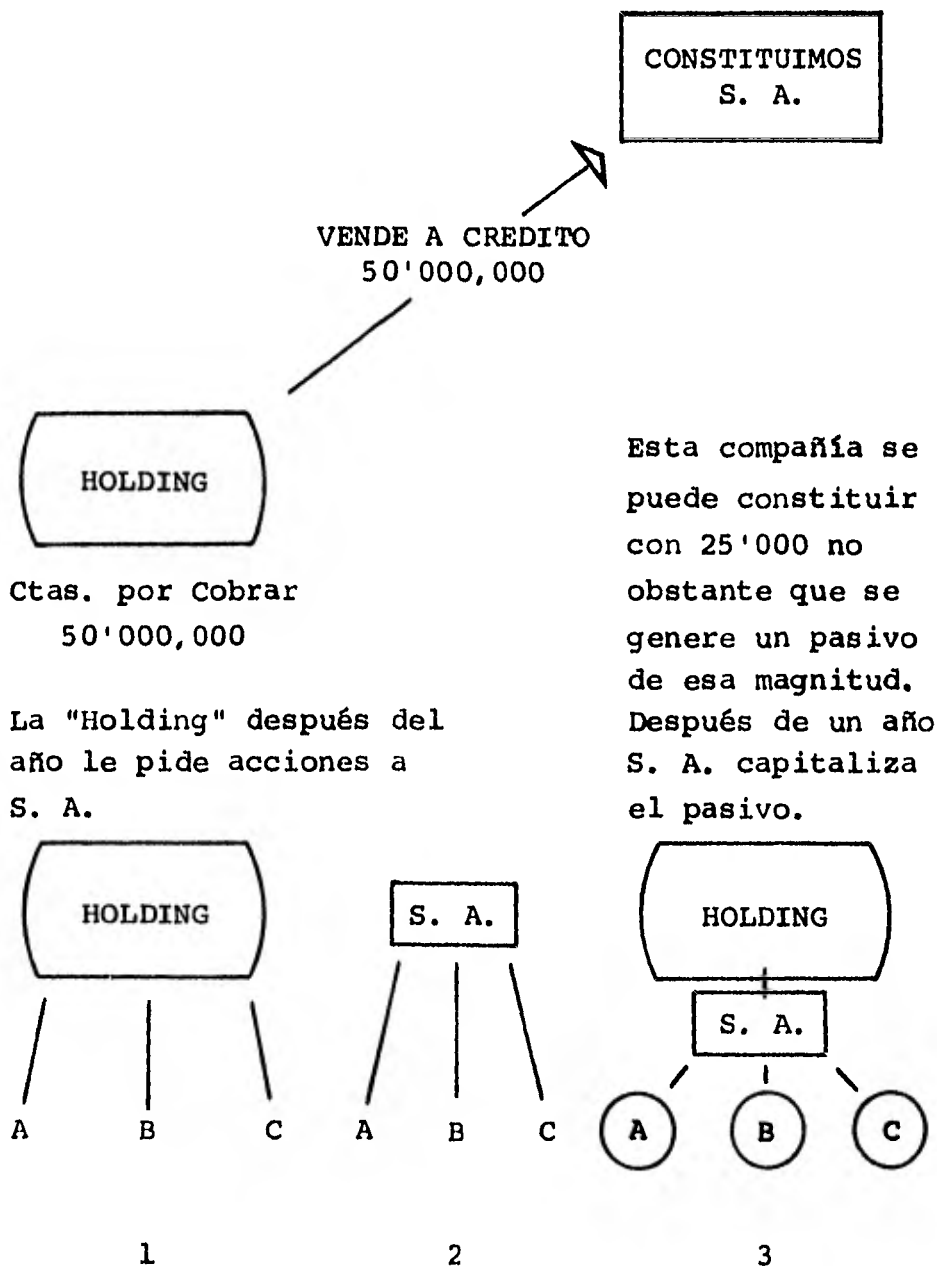 CONSTITUIMOS
S. A.
VENDE A CREDITO
50'000,000
HOLDING
Ctas. por Cobrar
50'000,000
La "Holding" después del
año le pide acciones a
S. A.
Esta compañía se
puede constituir
con 25'000 no
obstante que se
genere un pasivo
de esa magnitud.
Después de un año
S. A. capitaliza
el pasivo.
HOLDING
A B C
1
S. A.
A B C
2
HOLDING
S. A.
A B C
3